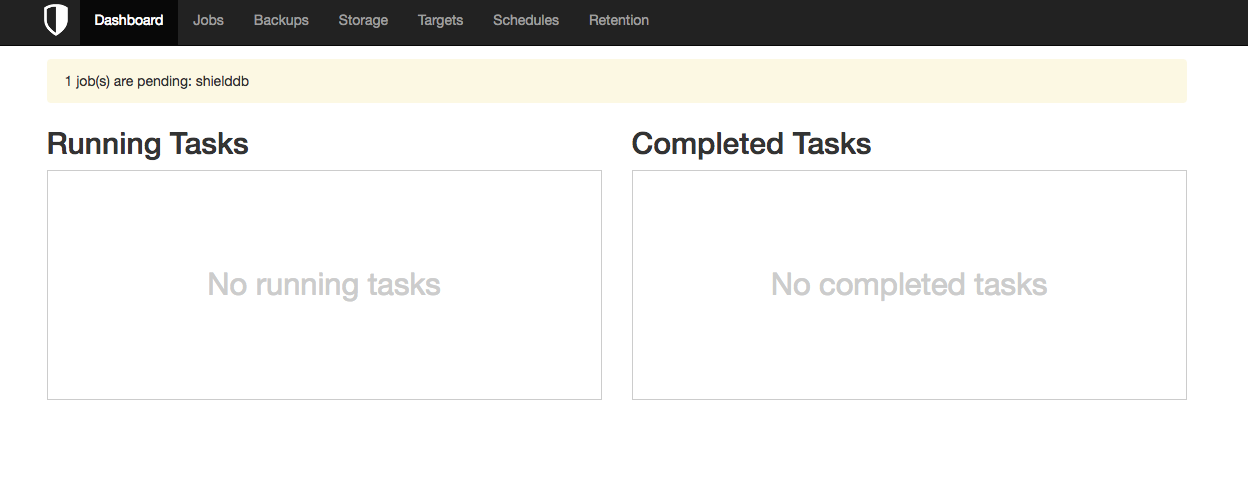 Dashboard Jobs Backups Storage Targets Schedules Retention
1 job(s) are pending: shielddb
Running Tasks
Completed Tasks
No running tasks
No completed tasks